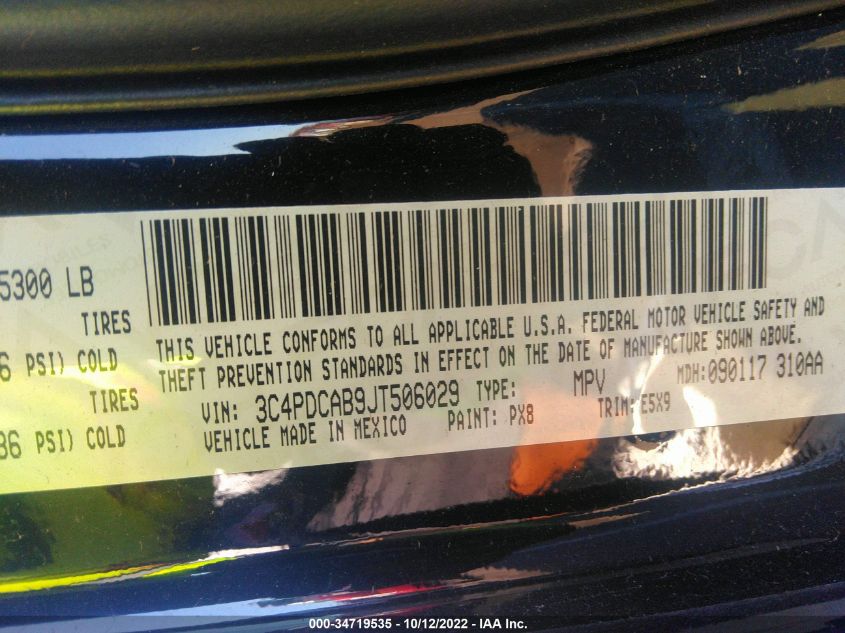 5300 LB
TIRES
6 PSI) COLD
TIRES
36 PSI) COLD
THIS VEHICLE CONFORMS TO ALL APPLICABLE U.S.A. FEDERAL MOTOR VEHICLE SAFETY AND
THEFT PREVENTION STANDARDS IN EFFECT ON THE DATE OF MANUFACTURE SHOWN ABOVE.
VIN: 3C4PDCAB9JT506029 TYPE: MPV MDH:090117 310AA
VEHICLE MADE IN MEXICO PAINT: PX8 TRIM:E5X9
000-34719535 - 10/12/2022 - IAA Inc.